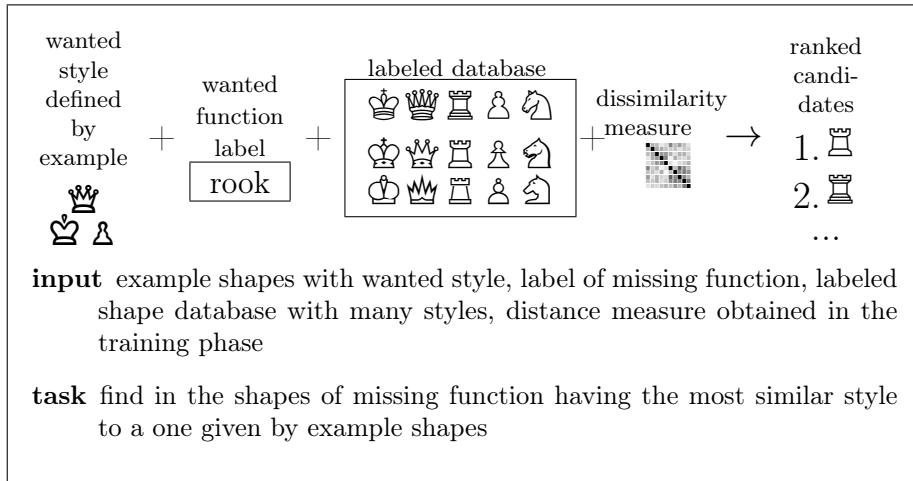 wanted
style
defined
by
example
+
wanted
function
label
rook
+
labeled database
+
dissimilarity
measure
→
ranked
candi-
dates
1.
2.
...
input example shapes with wanted style, label of missing function, labeled
shape database with many styles, distance measure obtained in the
training phase
task find in the shapes of missing function having the most similar style
to a one given by example shapes